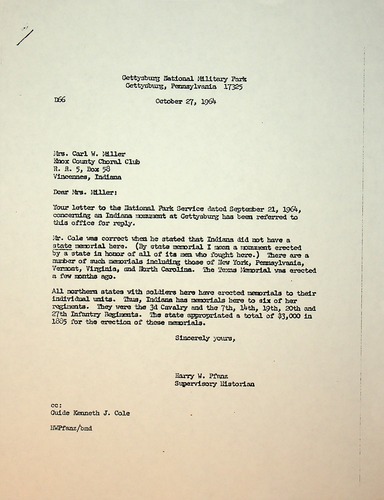 Gettysburg National Military Park
Gettysburg, Pennsylvania 17325
D66
October 27, 1964
Mrs. Carl W. Miller
Knox County Choral Club
R. R. 5, Box 58
Vincennes, Indiana
Dear Mrs. Miller:
Your letter to the National Park Service dated September 21, 1964,
concerning an Indiana monument at Gettysburg has been referred to
this office for reply.
Mr. Cole was correct when he stated that Indiana did not have a
state memorial here. (By state memorial I mean a monument erected
by a state in honor of all of its men who fought here.) There are a
number of such memorials including those of New York, Pennsylvania,
Vermont, Virginia, and North Carolina. The Texas Memorial was erected
a few months ago.
All northern states with soldiers here have erected memorials to their
individual units. Thus, Indiana has memorials here to six of her
regiments. They were the 3d Cavalry and the 7th, 14th, 19th, 20th and
27th Infantry Regiments. The state appropriated a total of $3,000 in
1885 for the erection of these memorials.
Sincerely yours,
Harry W. Pfanz
Supervisory Historian
cc:
Guide Kenneth J. Cole
HWPfanz/bmd